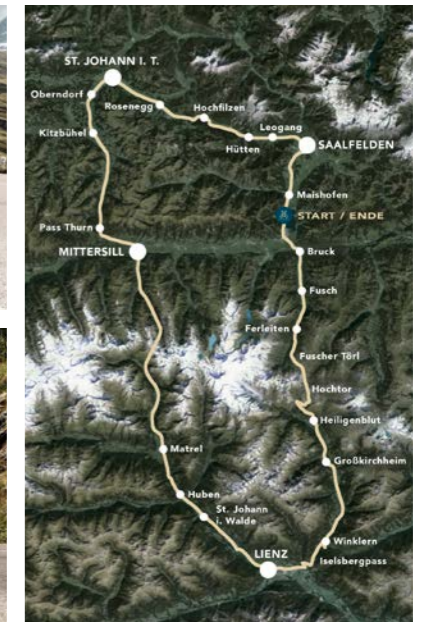 ST. JOHANN I. T.
Oberndorf
Rosenegg
Hochfilzen
Leogang
Kitzbühel
Hütten
SAALFELDEN
Maishofen
START / ENDE
Pass Thurn
MITTERSILL
Bruck
Fusch
Ferleiten
Fuscher Törl
Hochtor
Heiligenblut
Matrel
Großkirchheim
Huben
St. Johann
i. Walde
Winklern
LIENZ
Iselsbergpass